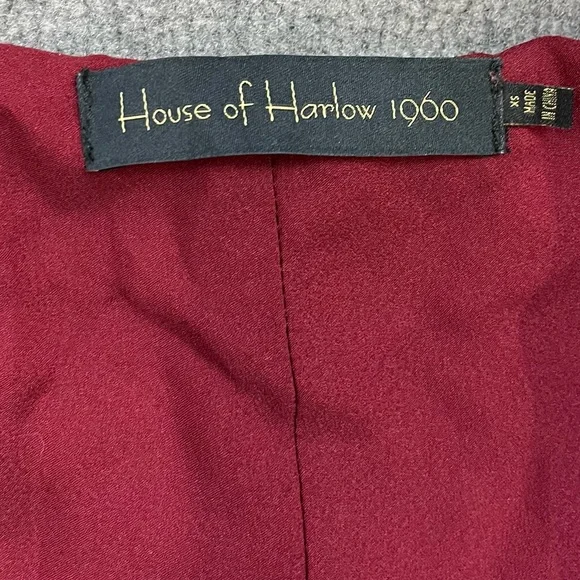 House of Harlow 1960
XS
MADE
IN CHINA